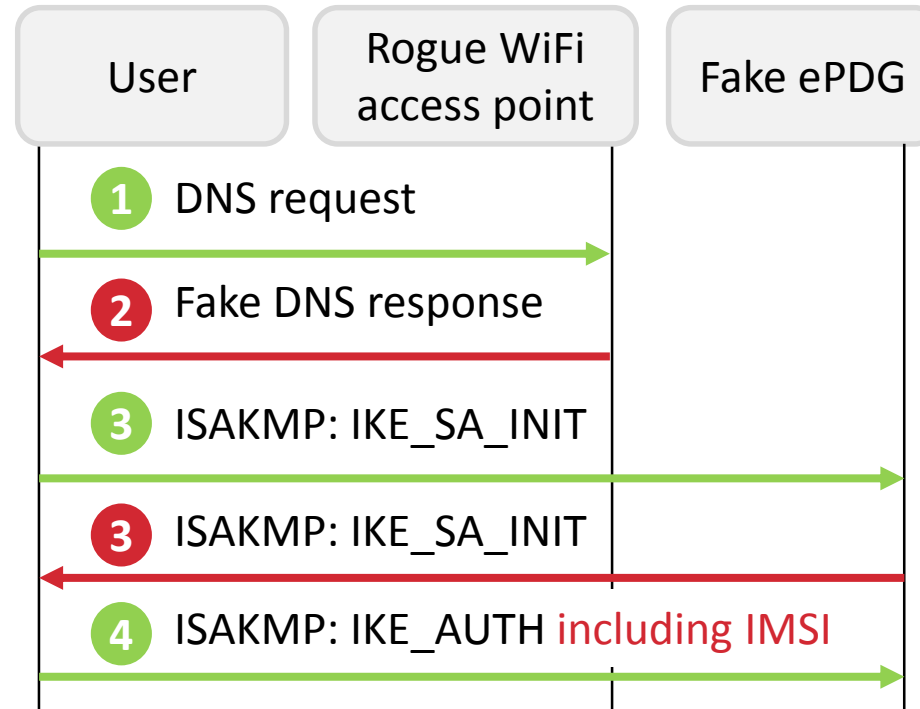 User
Rogue WiFi
access point
Fake ePDG
1 DNS request
2 Fake DNS response
3 ISAKMP: IKE_SA_INIT
3 ISAKMP: IKE_SA_INIT
4 ISAKMP: IKE_AUTH including IMSI